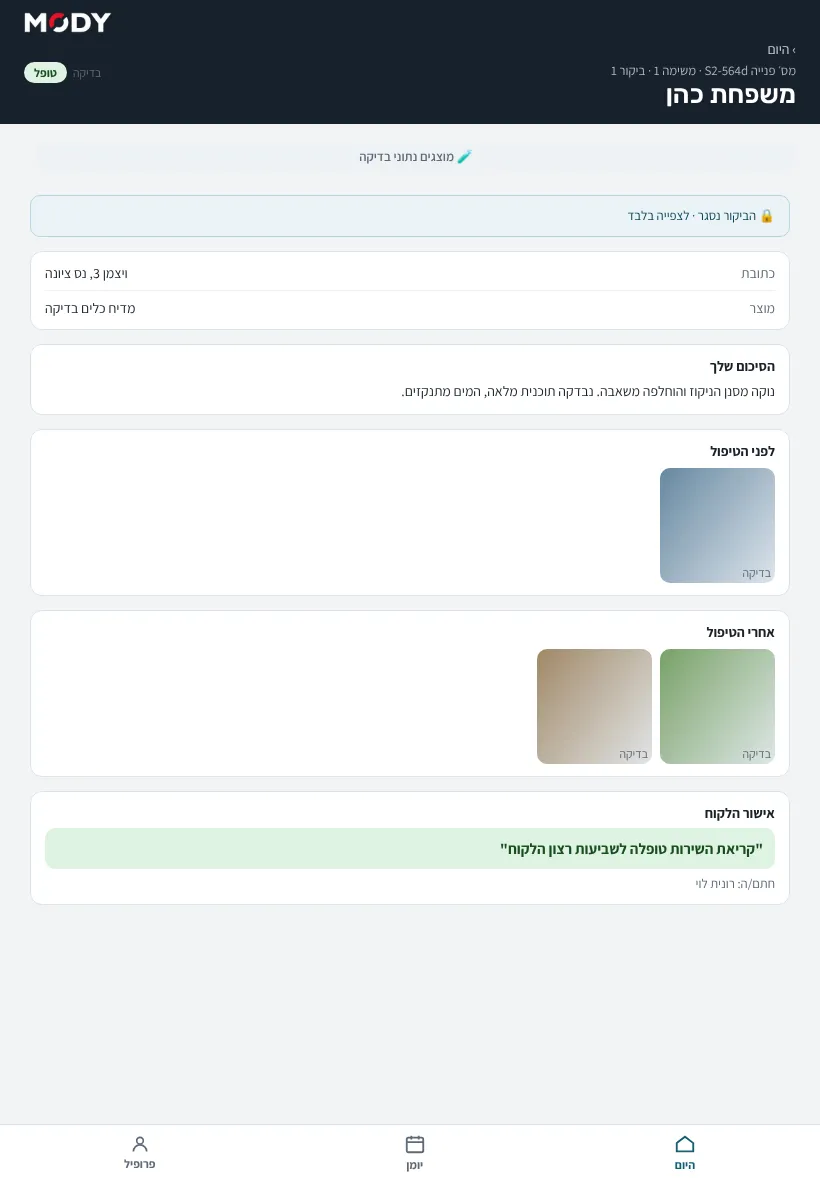 MODY
› היום
מס׳ פנייה S2-564d · משימה 1 · ביקור 1
משפחת כהן
בדיקה
טופל
🧪 מוצגים נתוני בדיקה
🔒 הביקור נסגר · לצפייה בלבד
כתובת
ויצמן 3, נס ציונה
מוצר
מדיח כלים בדיקה
הסיכום שלך
נוקה מסנן הניקוז והוחלפה משאבה. נבדקה תוכנית מלאה, המים מתנקזים.
לפני הטיפול
בדיקה
אחרי הטיפול
בדיקה
בדיקה
אישור הלקוח
"קריאת השירות טופלה לשביעות רצון הלקוח"
חתם/ה: רונית לוי
היום
יומן
פרופיל